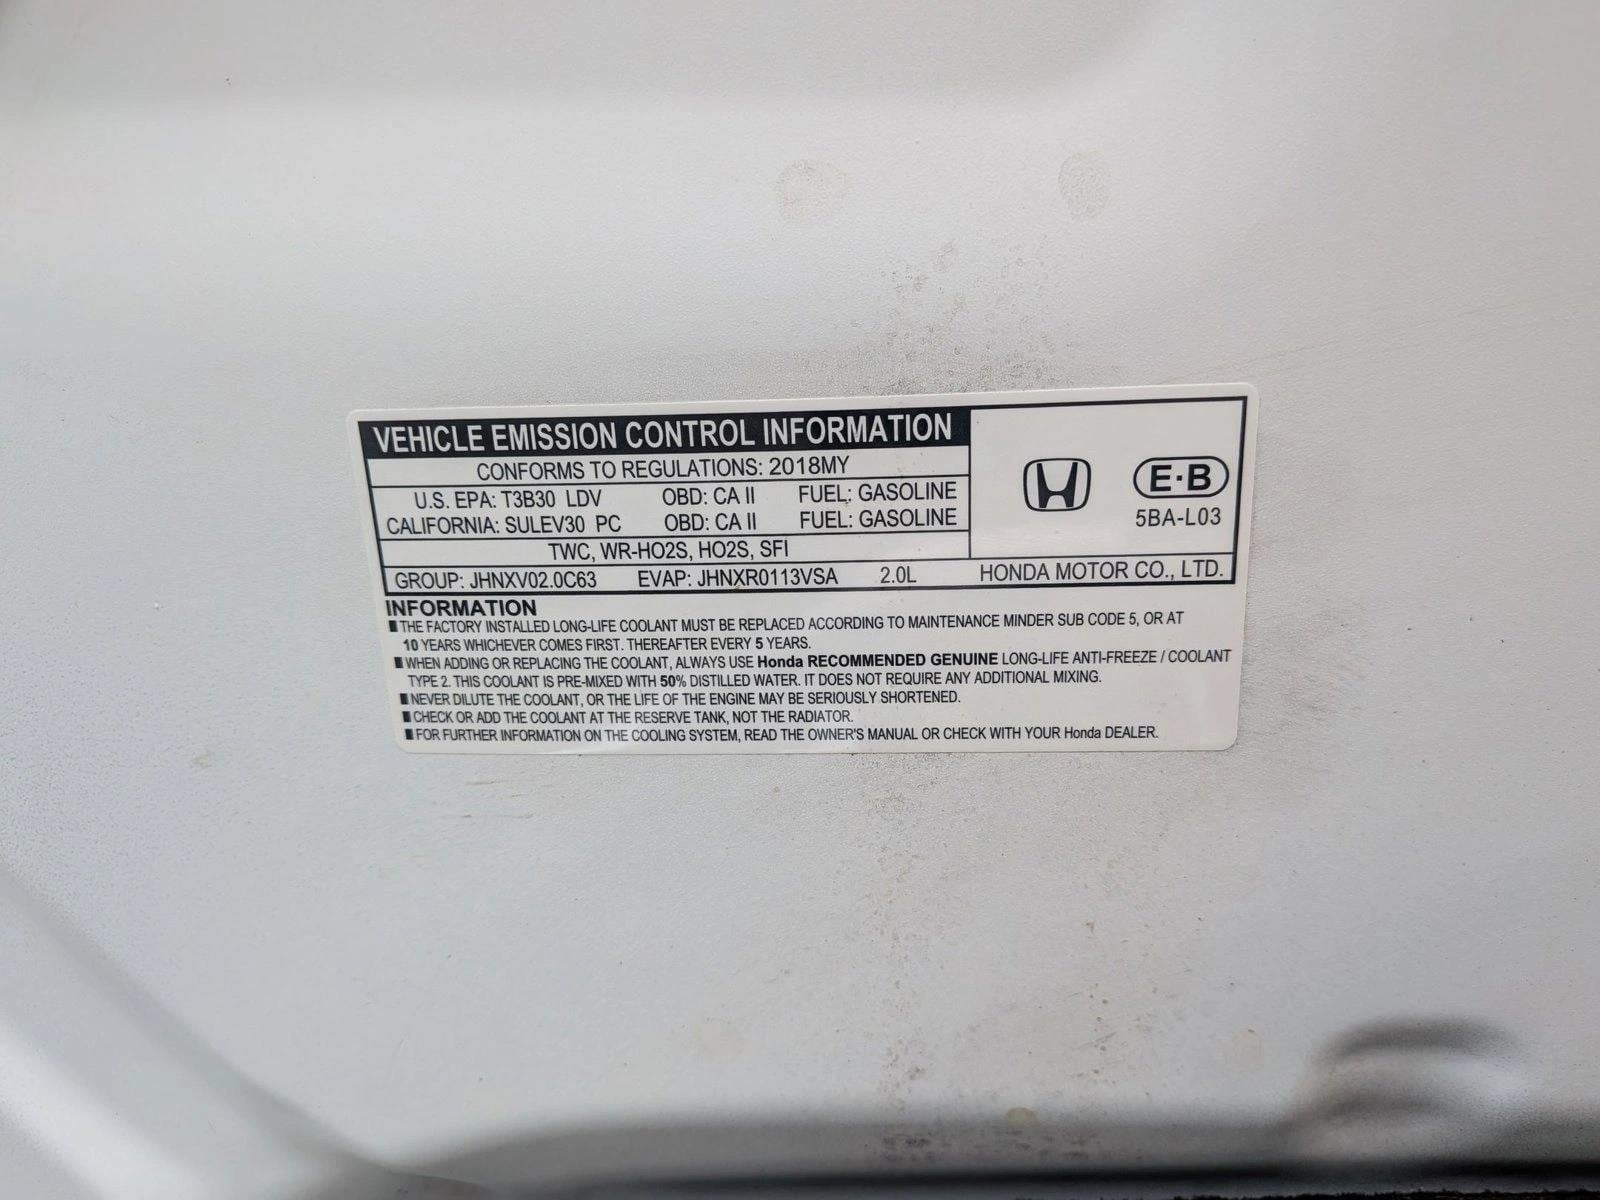 VEHICLE EMISSION CONTROL INFORMATION
CONFORMS TO REGULATIONS: 2018MY
U.S. EPA: T3B30 LDV OBD: CA II FUEL: GASOLINE
CALIFORNIA: SULEV30 PC OBD: CA II FUEL: GASOLINE
TWC, WR-HO2S, HO2S, SFI
GROUP: JHNXV02.0C63 EVAP: JHNXR0113VSA 2.0L
E·B
5BA-L03
HONDA MOTOR CO., LTD.
INFORMATION
THE FACTORY INSTALLED LONG-LIFE COOLANT MUST BE REPLACED ACCORDING TO MAINTENANCE MINDER SUB CODE 5, OR AT
10 YEARS WHICHEVER COMES FIRST. THEREAFTER EVERY 5 YEARS.
WHEN ADDING OR REPLACING THE COOLANT, ALWAYS USE Honda RECOMMENDED GENUINE LONG-LIFE ANTI-FREEZE / COOLANT
TYPE 2. THIS COOLANT IS PRE-MIXED WITH 50% DISTILLED WATER. IT DOES NOT REQUIRE ANY ADDITIONAL MIXING.
NEVER DILUTE THE COOLANT, OR THE LIFE OF THE ENGINE MAY BE SERIOUSLY SHORTENED.
CHECK OR ADD THE COOLANT AT THE RESERVE TANK, NOT THE RADIATOR.
FOR FURTHER INFORMATION ON THE COOLING SYSTEM, READ THE OWNER'S MANUAL OR CHECK WITH YOUR Honda DEALER.